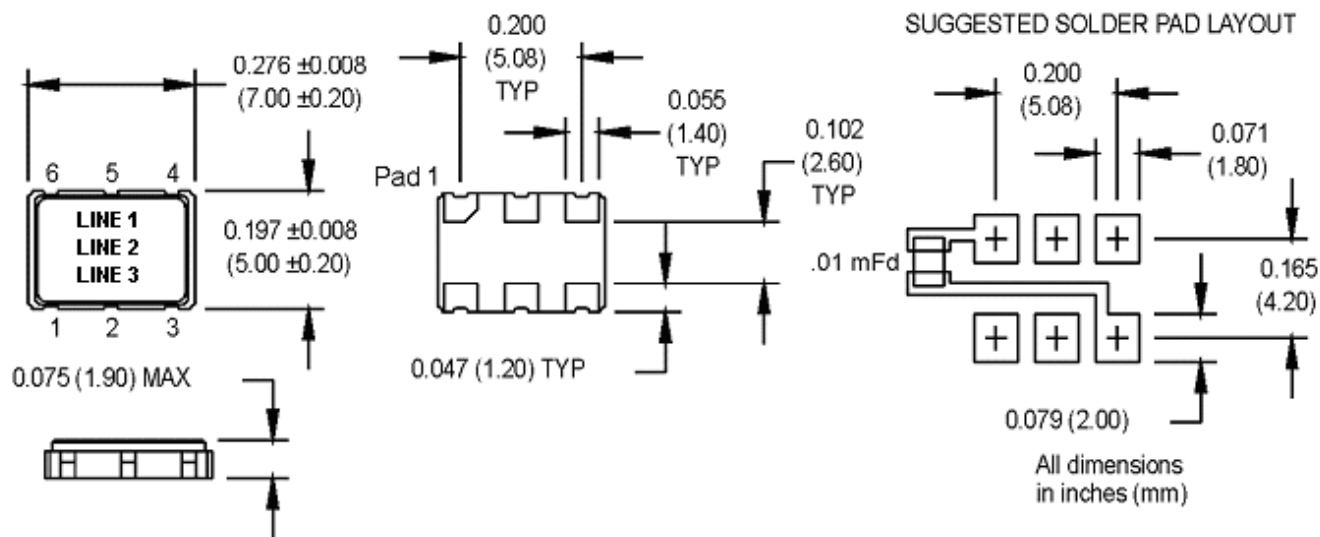 0.276 ±0.008
(7.00 ±0.20)
6 5 4
LINE 1
LINE 2
LINE 3
1 2 3
0.197 ±0.008
(5.00 ±0.20)
0.075 (1.90) MAX
0.200
(5.08)
TYP
0.055
(1.40)
TYP
Pad 1
0.102
(2.60)
TYP
0.047 (1.20) TYP
SUGGESTED SOLDER PAD LAYOUT
0.200
(5.08)
0.071
(1.80)
.01 mFd
0.165
(4.20)
0.079 (2.00)
All dimensions
in inches (mm)